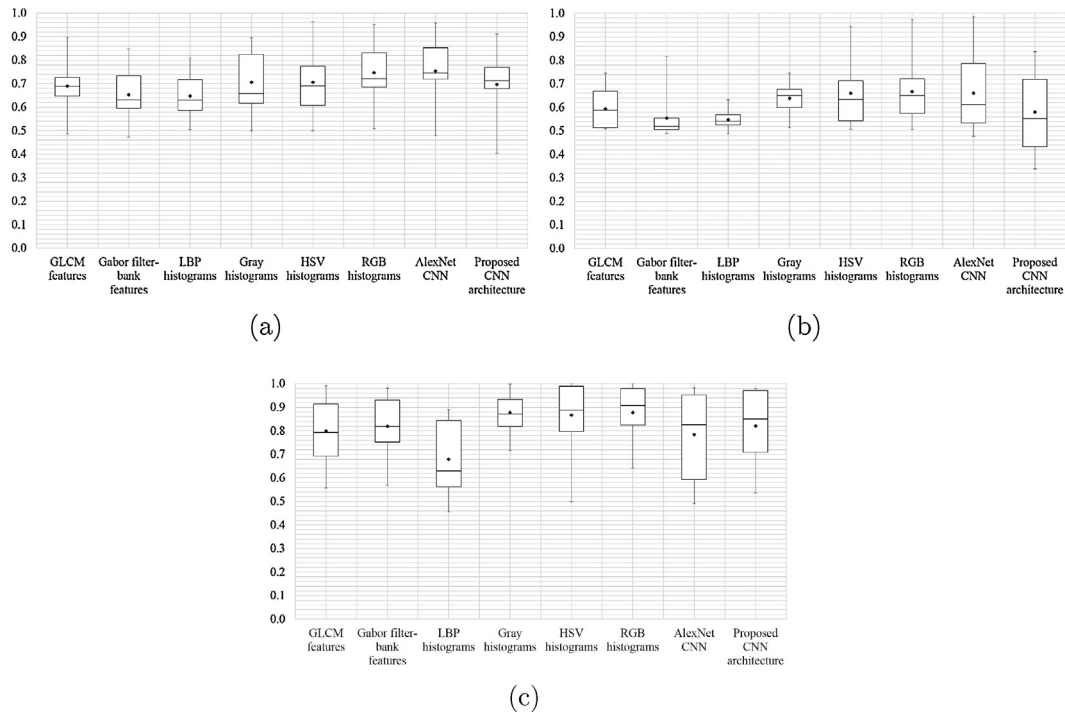 1.0
0.9
0.8
0.7
0.6
0.5
0.4
0.3
0.2
0.1
0.0
GLCM features
Gabor filter-bank features
LBP histograms
Gray histograms
HSV histograms
RGB histograms
AlexNet CNN
Proposed CNN architecture
(a)
1.0
0.9
0.8
0.7
0.6
0.5
0.4
0.3
0.2
0.1
0.0
GLCM features
Gabor filter-bank features
LBP histograms
Gray histograms
HSV histograms
RGB histograms
AlexNet CNN
Proposed CNN architecture
(b)
1.0
0.9
0.8
0.7
0.6
0.5
0.4
0.3
0.2
0.1
0.0
GLCM features
Gabor filter-bank features
LBP histograms
Gray histograms
HSV histograms
RGB histograms
AlexNet CNN
Proposed CNN architecture
(c)